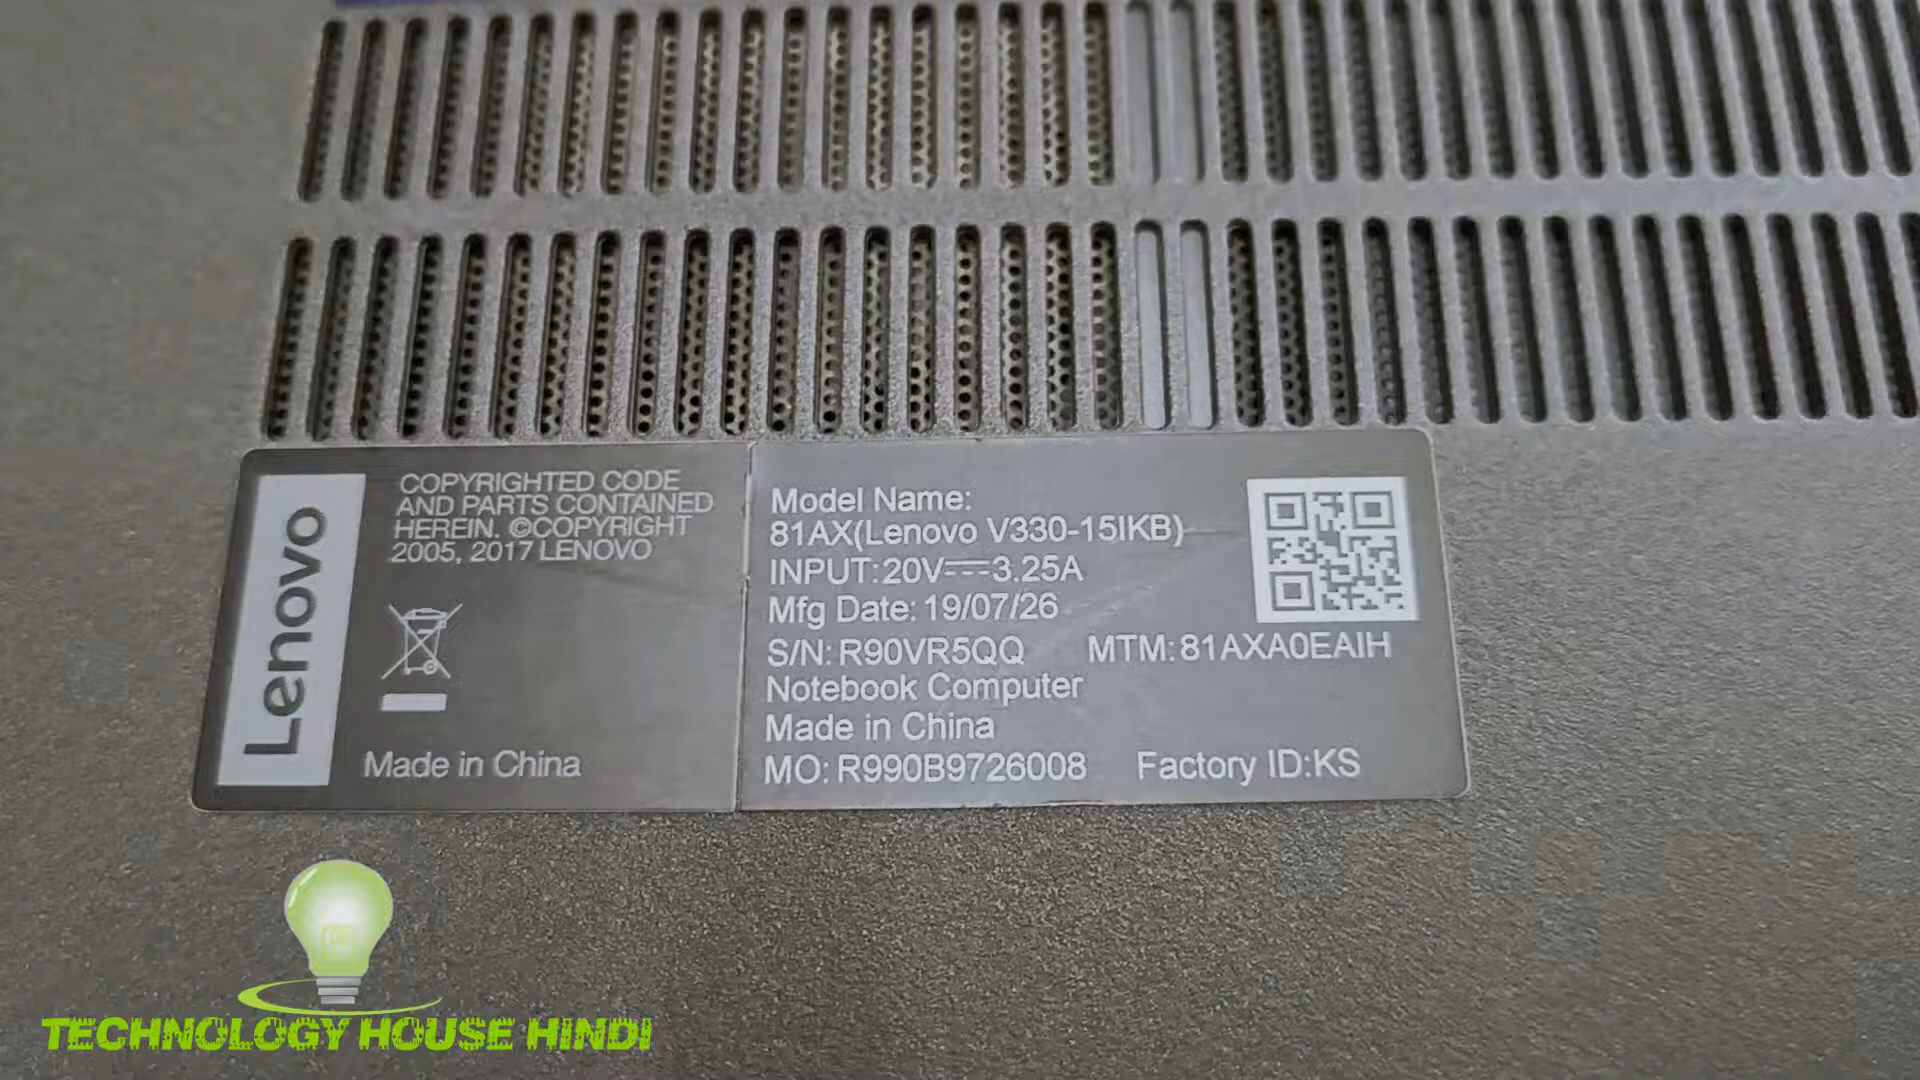 Lenovo
COPYRIGHTED CODE
AND PARTS CONTAINED
HEREIN. ©COPYRIGHT
2005, 2017 LENOVO
Made in China
Model Name:
81AX(Lenovo V330-15IKB)
INPUT:20V⎓3.25A
Mfg Date: 19/07/26
S/N: R90VR5QQ MTM:81AXA0EAIH
Notebook Computer
Made in China
MO: R990B9726008 Factory ID:KS
TECHNOLOGY HOUSE HINDI